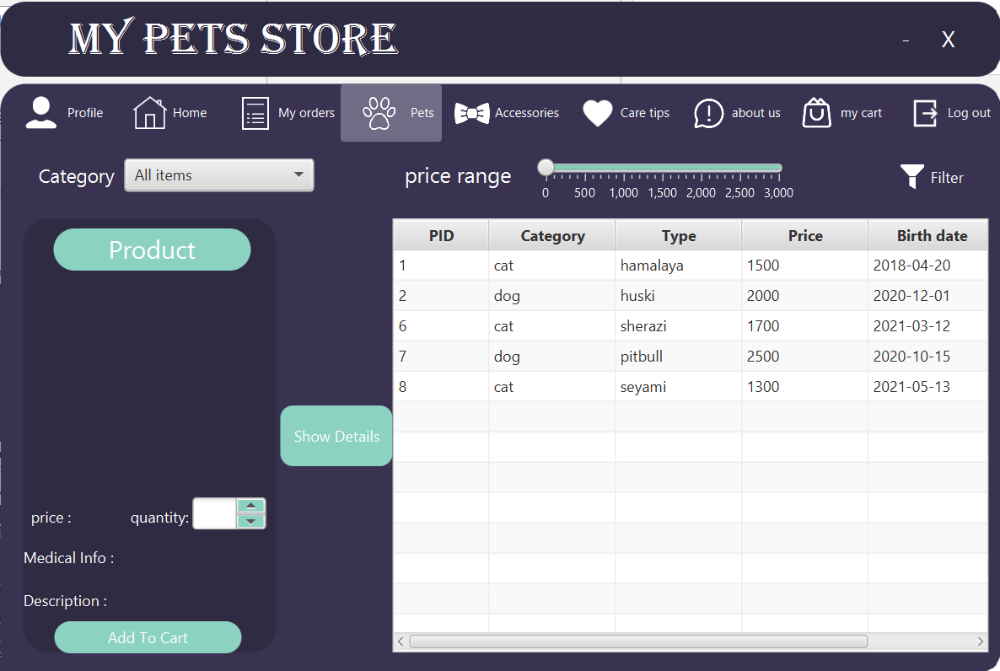 MY PETS STORE
- X
Profile Home My orders Pets Accessories Care tips about us my cart Log out
Category All items price range Filter
0 500 1,000 1,500 2,000 2,500 3,000
Product
PID Category Type Price Birth date
1 cat hamalaya 1500 2018-04-20
2 dog huski 2000 2020-12-01
6 cat sherazi 1700 2021-03-12
7 dog pitbull 2500 2020-10-15
8 cat seyami 1300 2021-05-13
Show Details
price : quantity:
Medical Info :
Description :
Add To Cart